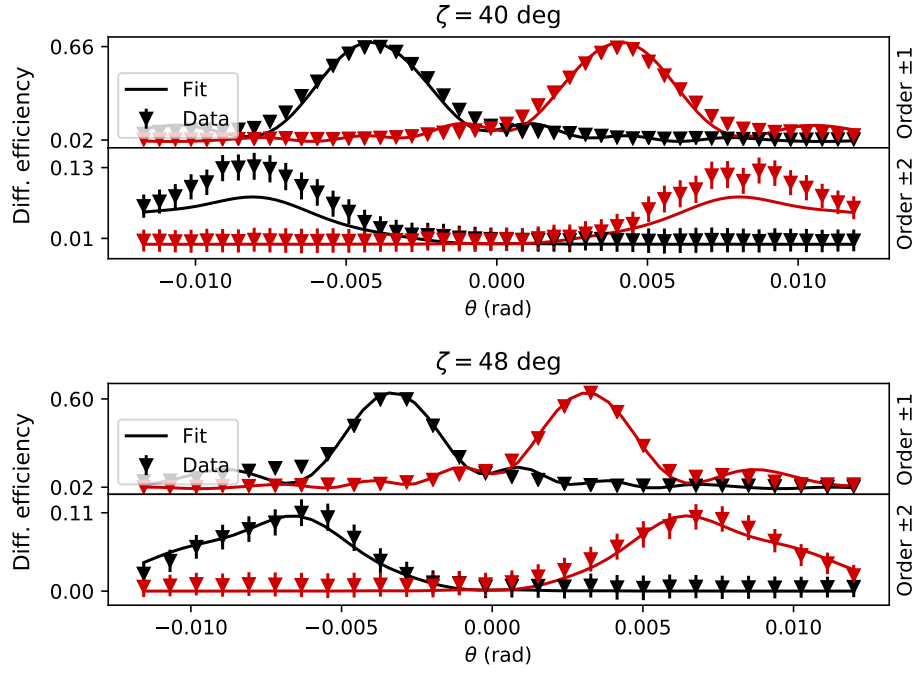 ζ = 40 deg
Diff. efficiency
0.66
0.02
Fit
Data
Order ±1
0.13
0.01
Order ±2
−0.010 −0.005 0.000 0.005 0.010
θ (rad)
ζ = 48 deg
Diff. efficiency
0.60
0.02
Fit
Data
Order ±1
0.11
0.00
Order ±2
−0.010 −0.005 0.000 0.005 0.010
θ (rad)